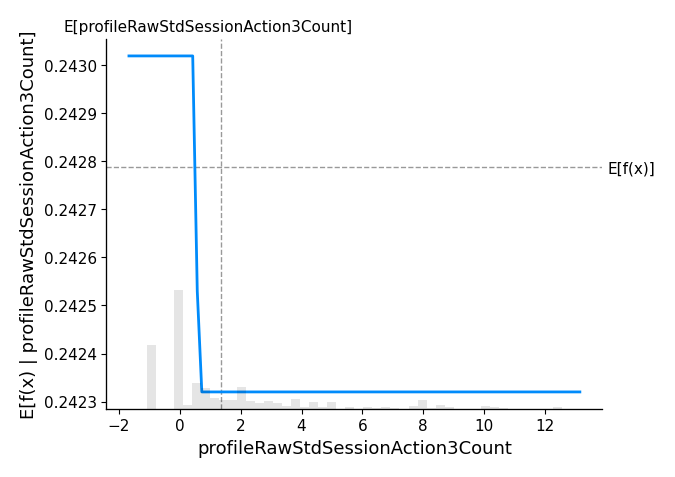 E[profileRawStdSessionAction3Count]
E[f(x) | profileRawStdSessionAction3Count]
0.2430
0.2429
0.2428
0.2427
0.2426
0.2425
0.2424
0.2423
E[f(x)]
−2 0 2 4 6 8 10 12
profileRawStdSessionAction3Count